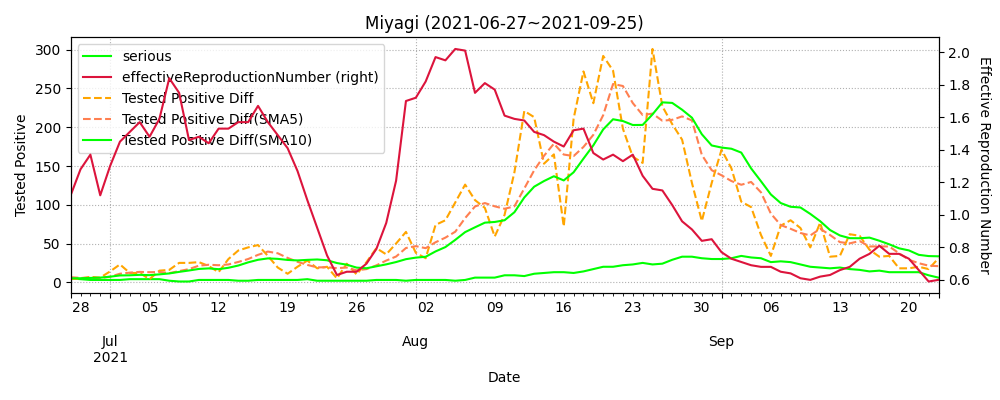 Miyagi (2021-06-27~2021-09-25)
serious
effectiveReproductionNumber (right)
Tested Positive Diff
Tested Positive Diff(SMA5)
Tested Positive Diff(SMA10)
Tested Positive
300
250
200
150
100
50
0
2.0
1.8
1.6
1.4
1.2
1.0
0.8
0.6
Effective Reproduction Number
28 05 12 19 26 02 09 16 23 30 06 13 20
Jul Aug Sep
2021
Date